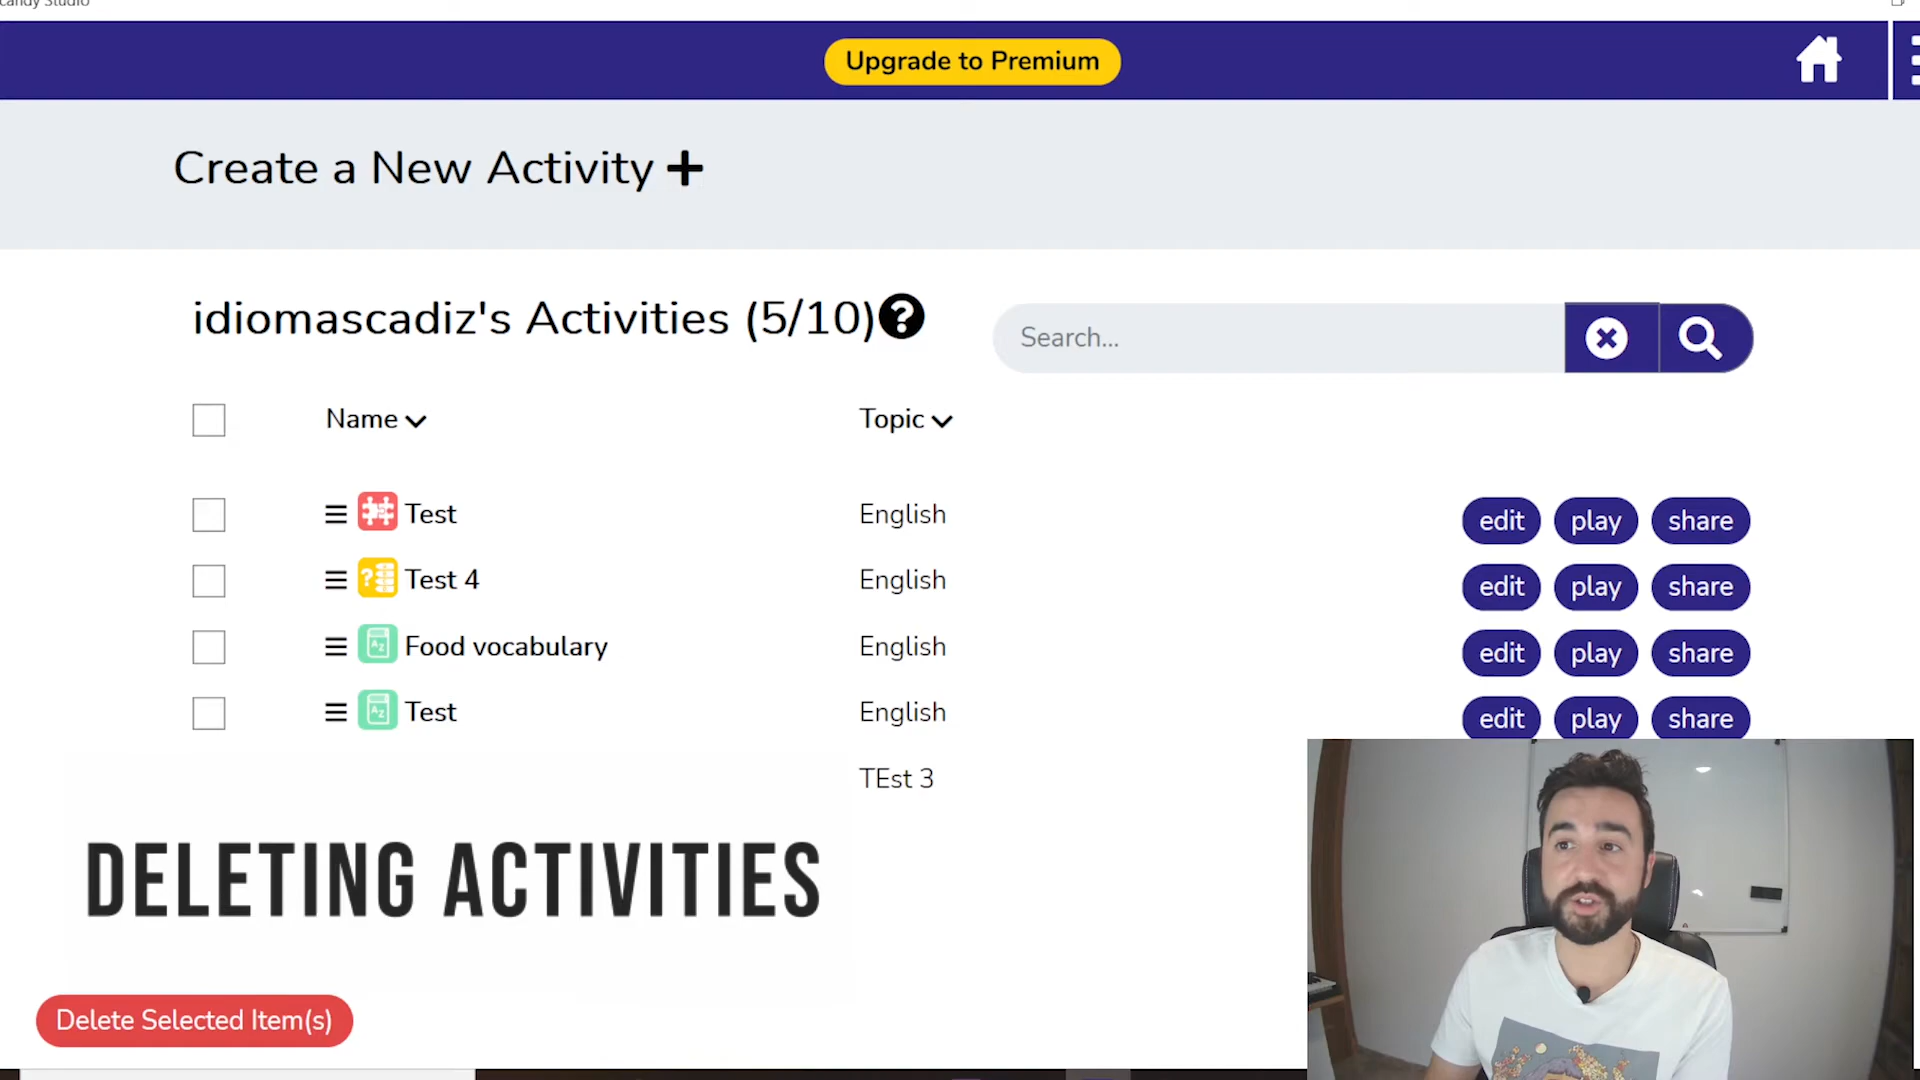 candy Studio
Upgrade to Premium
Create a New Activity +
idiomascadiz's Activities (5/10) ?
Search...
Name
Topic
Test
English
edit
play
share
Test 4
English
edit
play
share
Food vocabulary
English
edit
play
share
Test
English
edit
play
share
TEst 3
DELETING ACTIVITIES
Delete Selected Item(s)